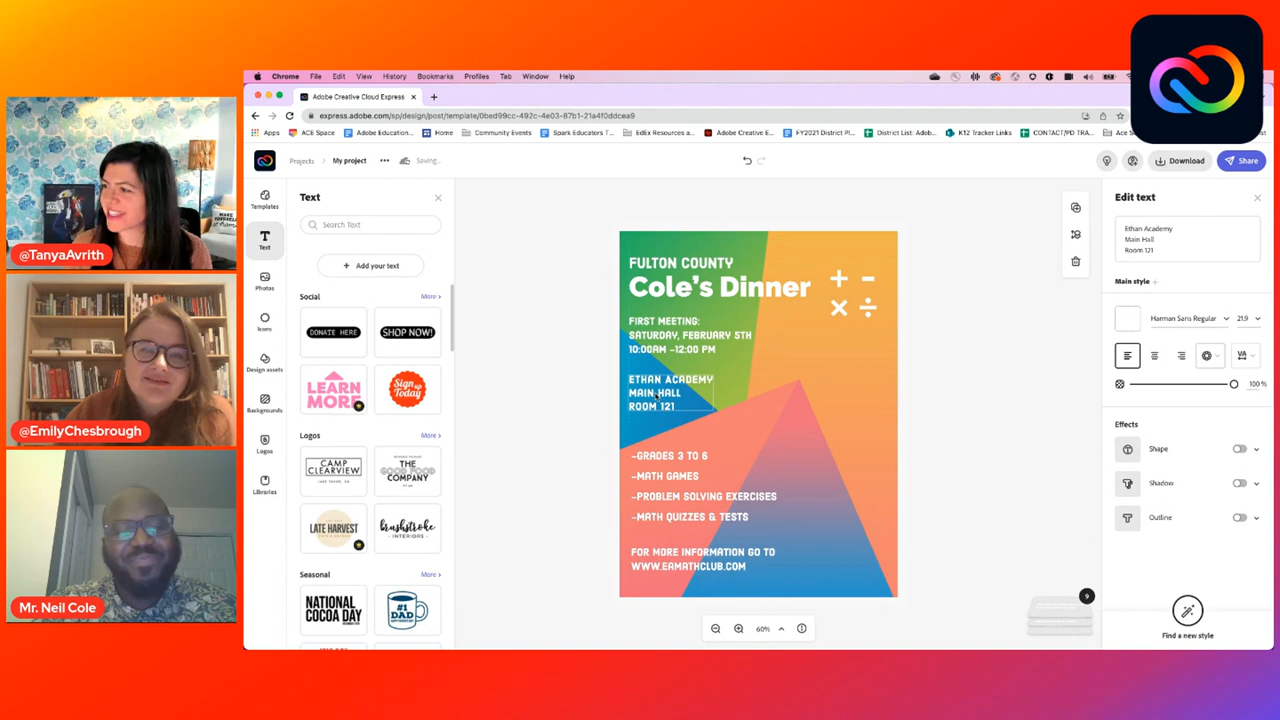 Chrome File Edit View History Bookmarks Profiles Tab Window Help
Adobe Creative Cloud Express
express.adobe.com/sp/design/post/template/0bed99cc-492c-4e03-87b1-21a4f0ddcea9
Apps ACE Space Adobe Education... Home Community Events Spark Educators T... EdEx Resources a... Adobe Creative E... FY2021 District Pl... District List: Adob... K12 Tracker Links CONTACT/PD TRA...
Projects My project ••• Saving...
Download Share
Templates
Text
Photos
Icons
Design assets
Backgrounds
Logos
Libraries
Text
Search Text
+ Add your text
Social More ›
DONATE HERE
SHOP NOW!
LEARN
MORE
Sign up
Today
Logos More ›
CAMP
CLEARVIEW
THE
GOOD FOOD
COMPANY
LATE HARVEST
brushstroke
INTERIORS
Seasonal More ›
NATIONAL
COCOA DAY
#1
DAD
FULTON COUNTY
Cole's Dinner
+ −
× ÷
FIRST MEETING:
SATURDAY, FEBRUARY 5TH
10:00AM -12:00 PM
ETHAN ACADEMY
MAIN HALL
ROOM 121
-GRADES 3 TO 6
-MATH GAMES
-PROBLEM SOLVING EXERCISES
-MATH QUIZZES & TESTS
FOR MORE INFORMATION GO TO
WWW.EAMATHCLUB.COM
60%
9
Edit text
Ethan Academy
Main Hall
Room 121
Main style +
Harman Sans Regular 21.9
100%
Effects
Shape
Shadow
Outline
Find a new style
@TanyaAvrith
@EmilyChesbrough
Mr. Neil Cole